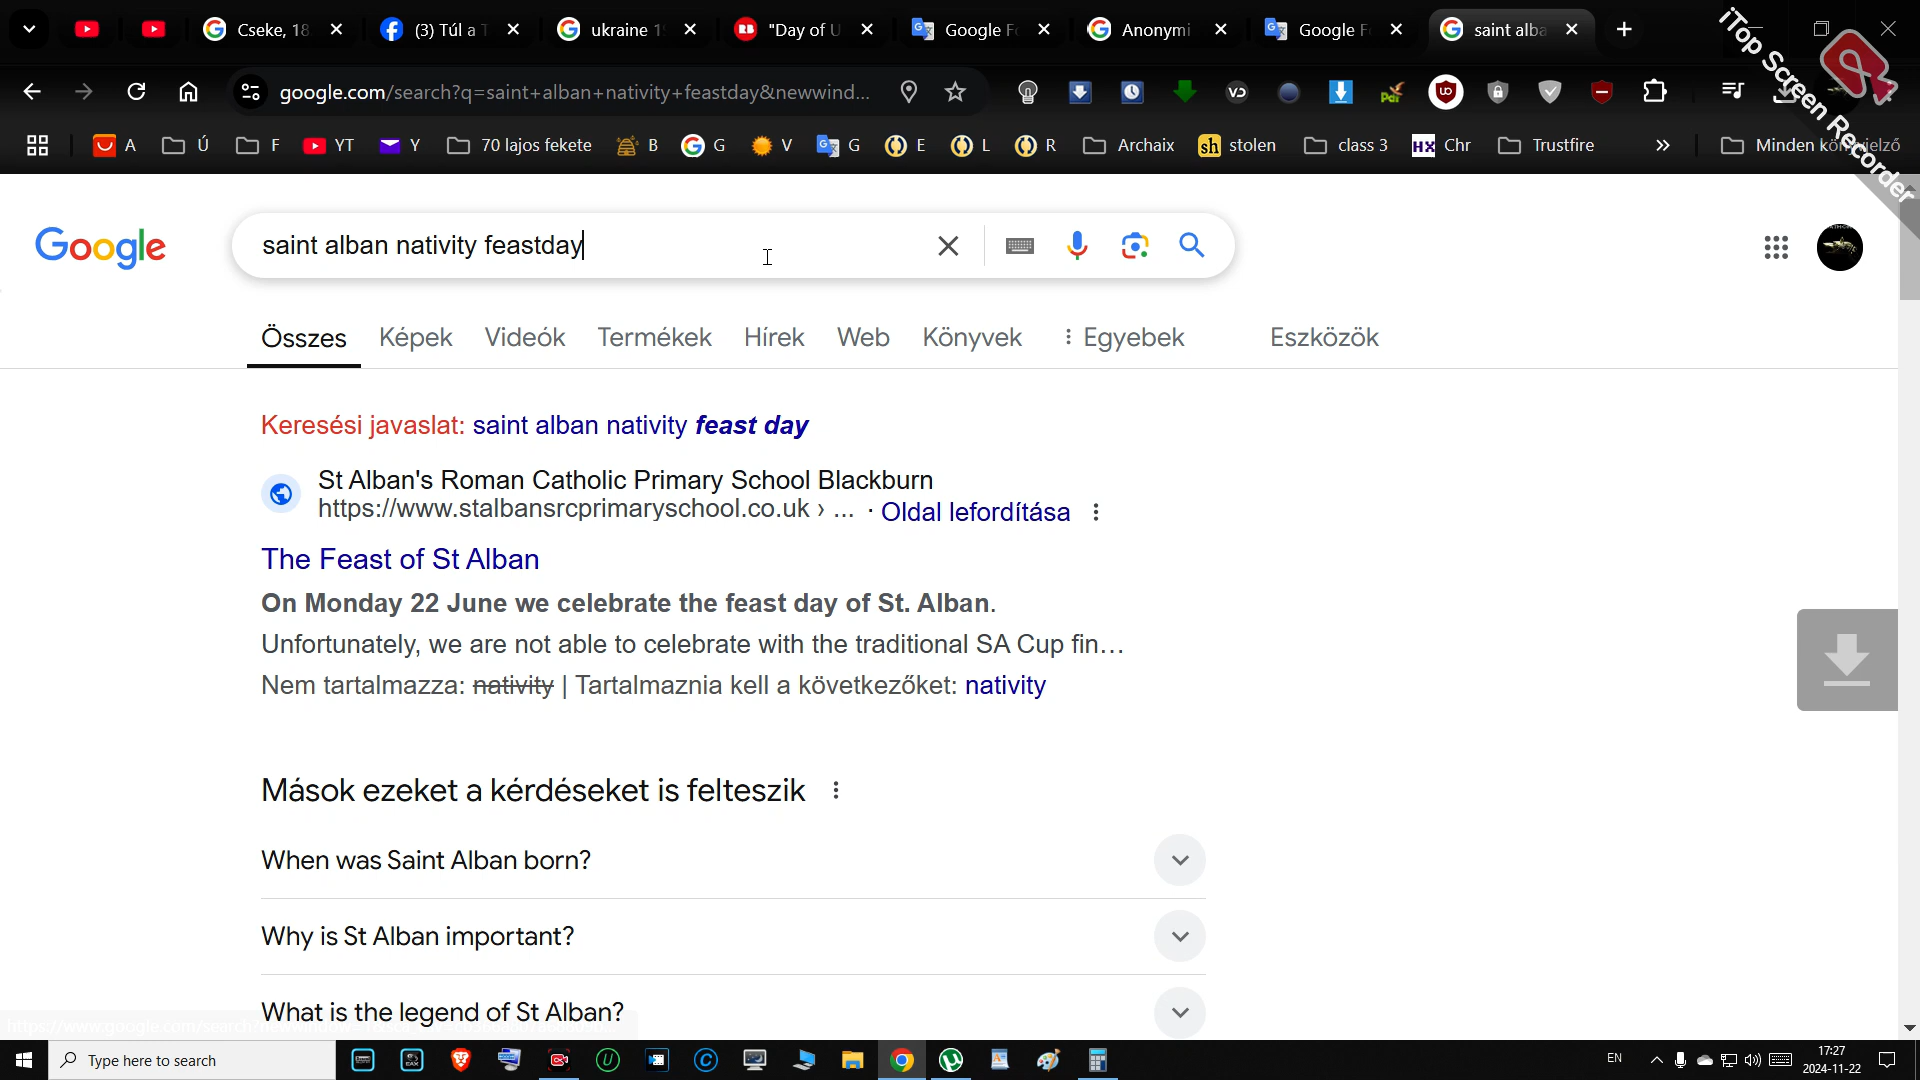 Cseke, 18
(3) Túl a T
ukraine 1
"Day of U
Google Fo
Anonymi
Google F
saint alba
iTop Screen Recorder
google.com/search?q=saint+alban+nativity+feastday&newwind...
A
Ú
F
YT
Y
70 lajos fekete
B
G
V
G
E
L
R
Archaix
stolen
class 3
Chr
Trustfire
Minden könyvjelző
Google
saint alban nativity feastday
Összes
Képek
Videók
Termékek
Hírek
Web
Könyvek
Egyebek
Eszközök
Keresési javaslat: saint alban nativity feast day
St Alban's Roman Catholic Primary School Blackburn
https://www.stalbansrcprimaryschool.co.uk › ... · Oldal lefordítása
The Feast of St Alban
On Monday 22 June we celebrate the feast day of St. Alban.
Unfortunately, we are not able to celebrate with the traditional SA Cup fin...
Nem tartalmazza: nativity | Tartalmaznia kell a következőket: nativity
Mások ezeket a kérdéseket is felteszik
When was Saint Alban born?
Why is St Alban important?
What is the legend of St Alban?
Type here to search
EN
17:27
2024-11-22